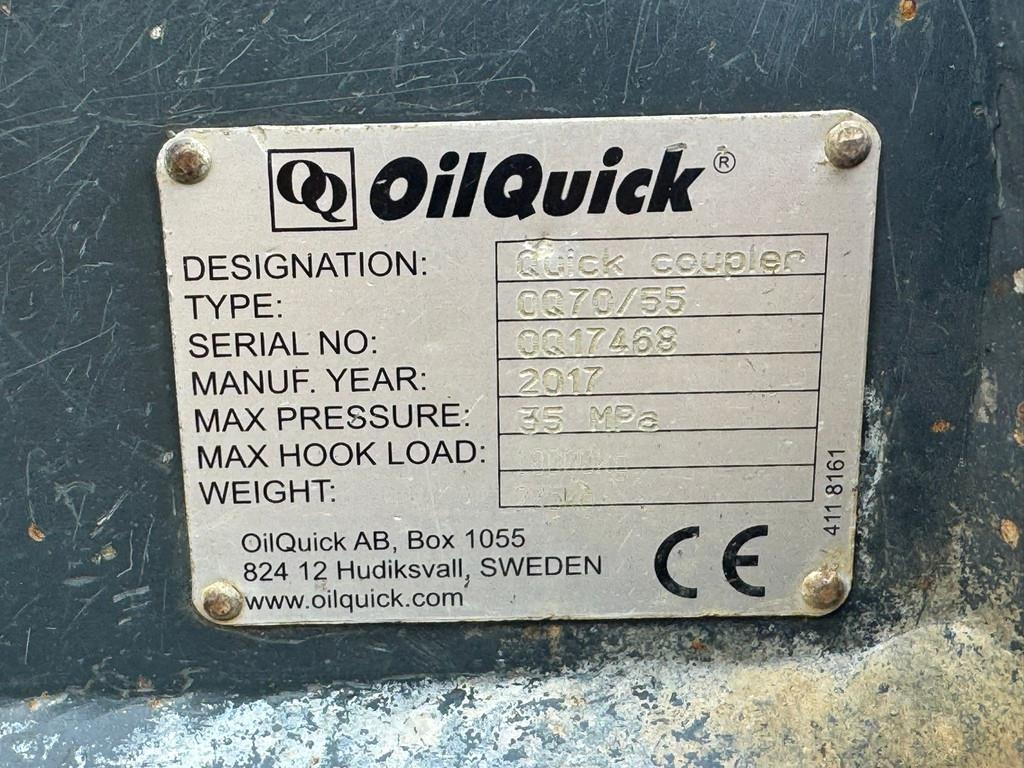 QQ OilQuick®
DESIGNATION: Quick coupler
TYPE: OQ70/55
SERIAL NO: OQ17468
MANUF. YEAR: 2017
MAX PRESSURE: 35 MPa
MAX HOOK LOAD:
WEIGHT:
OilQuick AB, Box 1055
824 12 Hudiksvall, SWEDEN
www.oilquick.com
CE
411 8161